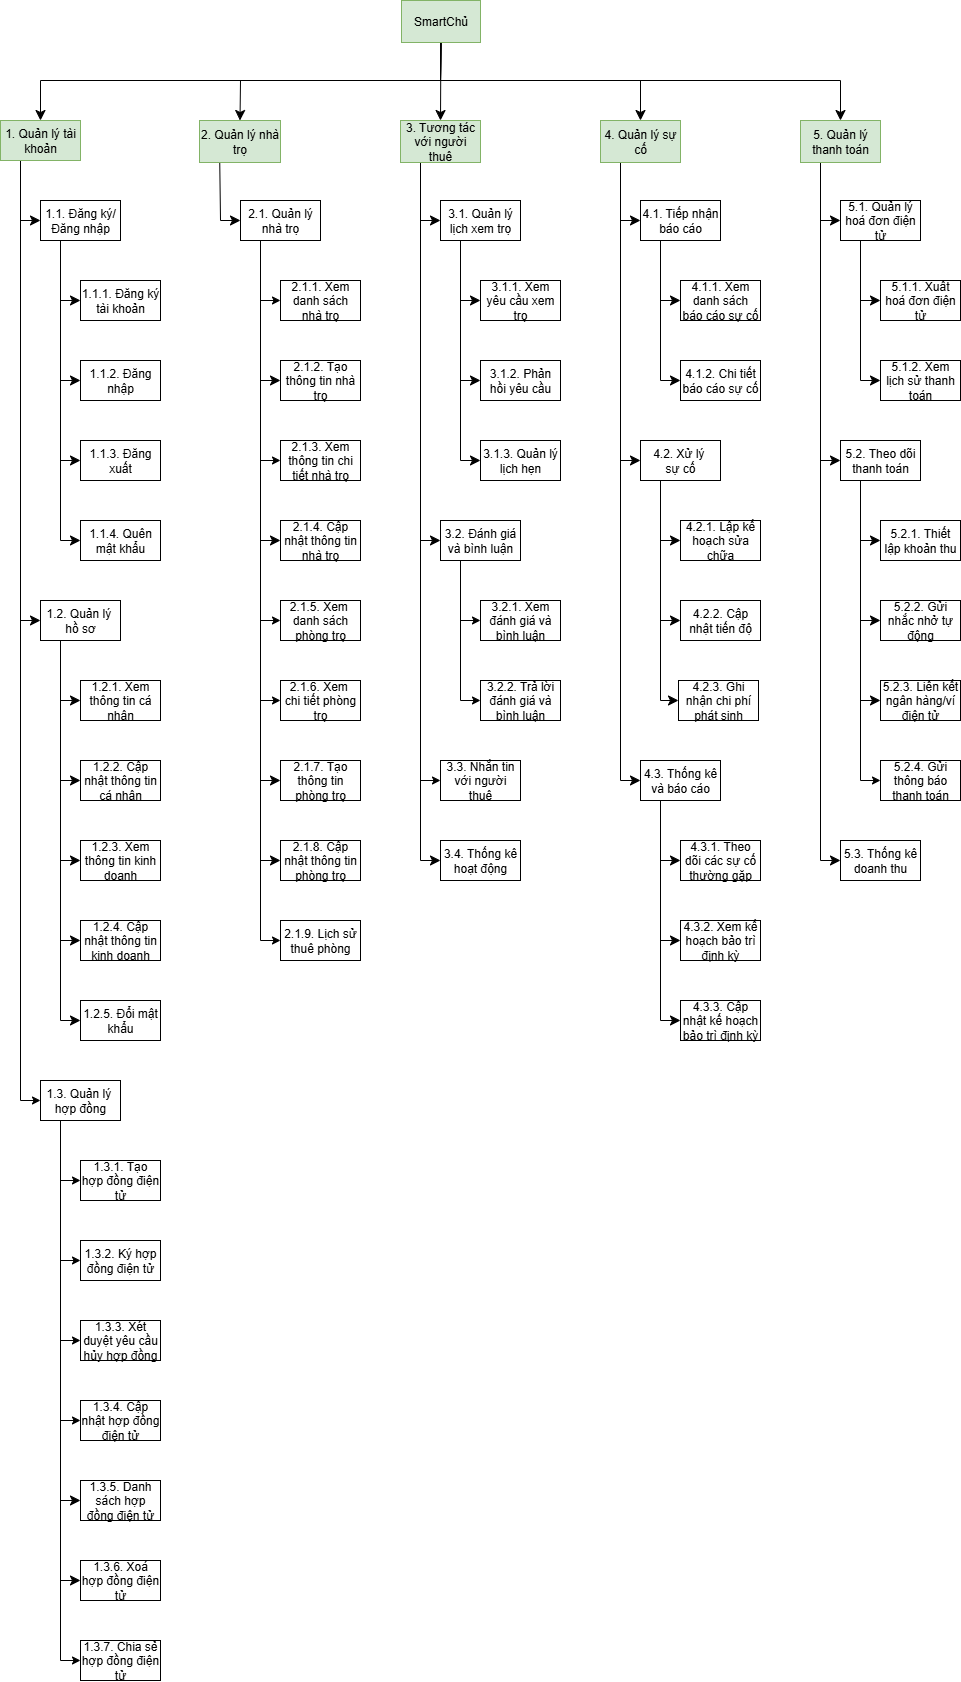 SmartChủ
1. Quản lý tài
khoản
1.1. Đăng ký/
Đăng nhập
1.1.1. Đăng ký
tài khoản
1.1.2. Đăng
nhập
1.1.3. Đăng
xuất
1.1.4. Quên
mật khẩu
1.2. Quản lý
hồ sơ
1.2.1. Xem
thông tin cá
nhân
1.2.2. Cập
nhật thông tin
cá nhân
1.2.3. Xem
thông tin kinh
doanh
1.2.4. Cập
nhật thông tin
kinh doanh
1.2.5. Đổi mật
khẩu
1.3. Quản lý
hợp đồng
1.3.1. Tạo
hợp đồng điện
tử
1.3.2. Ký hợp
đồng điện tử
1.3.3. Xét
duyệt yêu cầu
hủy hợp đồng
1.3.4. Cập
nhật hợp đồng
điện tử
1.3.5. Danh
sách hợp
đồng điện tử
1.3.6. Xoá
hợp đồng điện
tử
1.3.7. Chia sẻ
hợp đồng điện
tử
2. Quản lý nhà
trọ
2.1. Quản lý
nhà trọ
2.1.1. Xem
danh sách
nhà trọ
2.1.2. Tạo
thông tin nhà
trọ
2.1.3. Xem
thông tin chi
tiết nhà trọ
2.1.4. Cập
nhật thông tin
nhà trọ
2.1.5. Xem
danh sách
phòng trọ
2.1.6. Xem
chi tiết phòng
trọ
2.1.7. Tạo
thông tin
phòng trọ
2.1.8. Cập
nhật thông tin
phòng trọ
2.1.9. Lịch sử
thuê phòng
3. Tương tác
với người
thuê
3.1. Quản lý
lịch xem trọ
3.1.1. Xem
yêu cầu xem
trọ
3.1.2. Phản
hồi yêu cầu
3.1.3. Quản lý
lịch hẹn
3.2. Đánh giá
và bình luận
3.2.1. Xem
đánh giá và
bình luận
3.2.2. Trả lời
đánh giá và
bình luận
3.3. Nhắn tin
với người
thuê
3.4. Thống kê
hoạt động
4. Quản lý sự
cố
4.1. Tiếp nhận
báo cáo
4.1.1. Xem
danh sách
báo cáo sự cố
4.1.2. Chi tiết
báo cáo sự cố
4.2. Xử lý
sự cố
4.2.1. Lập kế
hoạch sửa
chữa
4.2.2. Cập
nhật tiến độ
4.2.3. Ghi
nhận chi phí
phát sinh
4.3. Thống kê
và báo cáo
4.3.1. Theo
dõi các sự cố
thường gặp
4.3.2. Xem kế
hoạch bảo trì
định kỳ
4.3.3. Cập
nhật kế hoạch
bảo trì định kỳ
5. Quản lý
thanh toán
5.1. Quản lý
hoá đơn điện
tử
5.1.1. Xuất
hoá đơn điện
tử
5.1.2. Xem
lịch sử thanh
toán
5.2. Theo dõi
thanh toán
5.2.1. Thiết
lập khoản thu
5.2.2. Gửi
nhắc nhở tự
động
5.2.3. Liên kết
ngân hàng/ví
điện tử
5.2.4. Gửi
thông báo
thanh toán
5.3. Thống kê
doanh thu